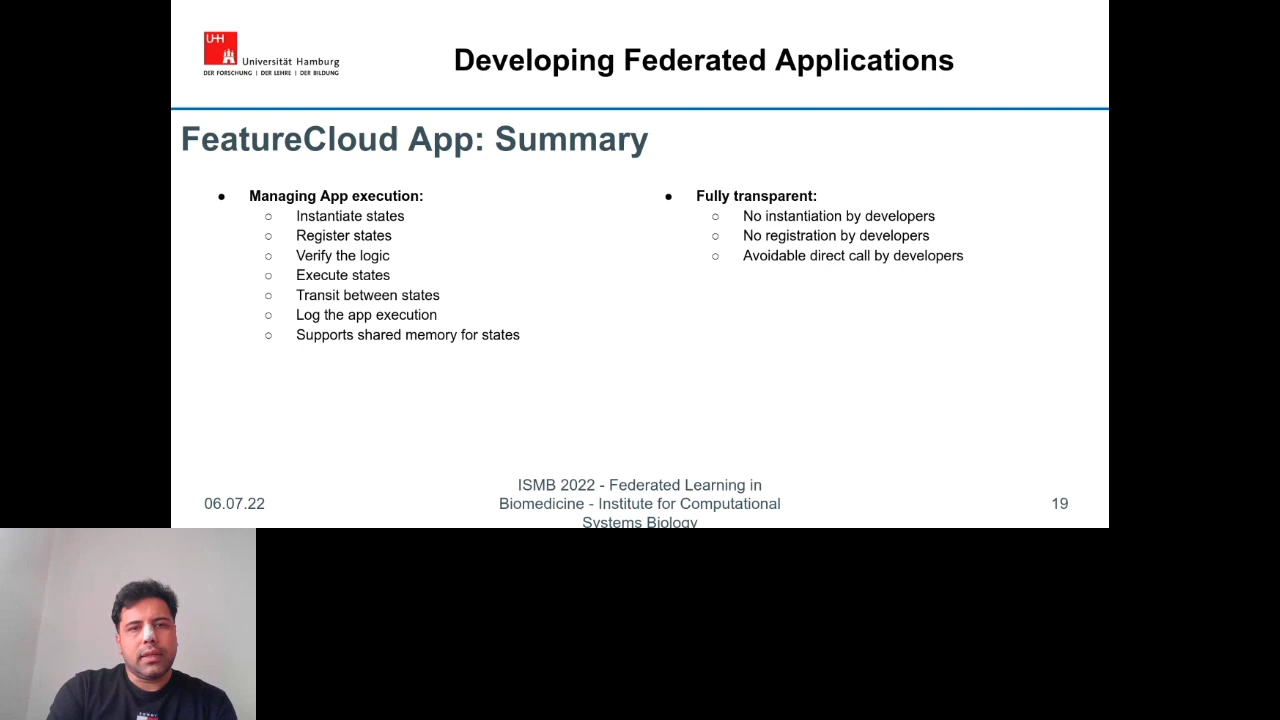 UHH
Universität Hamburg
DER FORSCHUNG | DER LEHRE | DER BILDUNG
Developing Federated Applications
FeatureCloud App: Summary
● Managing App execution:
○ Instantiate states
○ Register states
○ Verify the logic
○ Execute states
○ Transit between states
○ Log the app execution
○ Supports shared memory for states
● Fully transparent:
○ No instantiation by developers
○ No registration by developers
○ Avoidable direct call by developers
06.07.22
ISMB 2022 - Federated Learning in
Biomedicine - Institute for Computational
Systems Biology
19